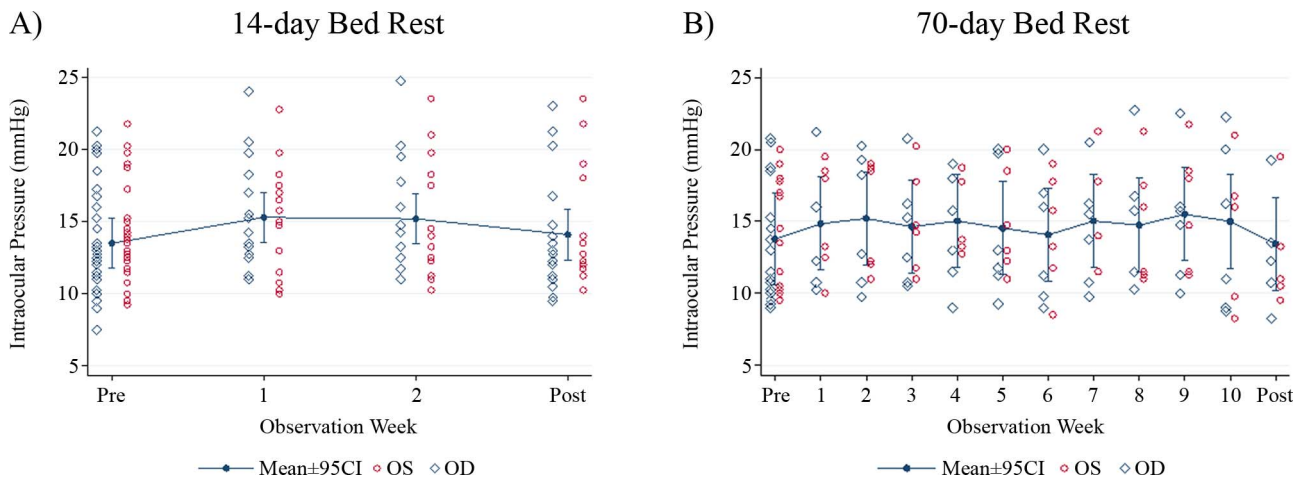 A) 14-day Bed Rest
Intraocular Pressure (mmHg)
25
20
15
10
5
Pre 1 2 Post
Observation Week
Mean±95CI OS OD
B) 70-day Bed Rest
Intraocular Pressure (mmHg)
25
20
15
10
5
Pre 1 2 3 4 5 6 7 8 9 10 Post
Observation Week
Mean±95CI OS OD